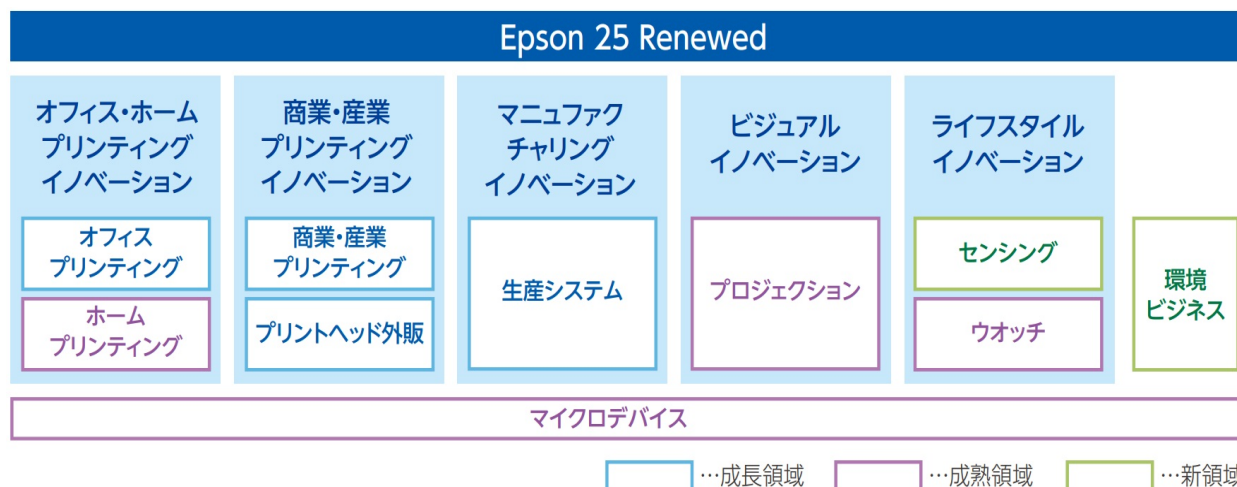 Epson 25 Renewed
オフィス・ホーム
プリンティング
イノベーション
オフィス
プリンティング
ホーム
プリンティング
商業・産業
プリンティング
イノベーション
商業・産業
プリンティング
プリントヘッド外販
マニュファク
チャリング
イノベーション
生産システム
ビジュアル
イノベーション
プロジェクション
ライフスタイル
イノベーション
センシング
ウオッチ
環境
ビジネス
マイクロデバイス
…成長領域
…成熟領域
…新領域